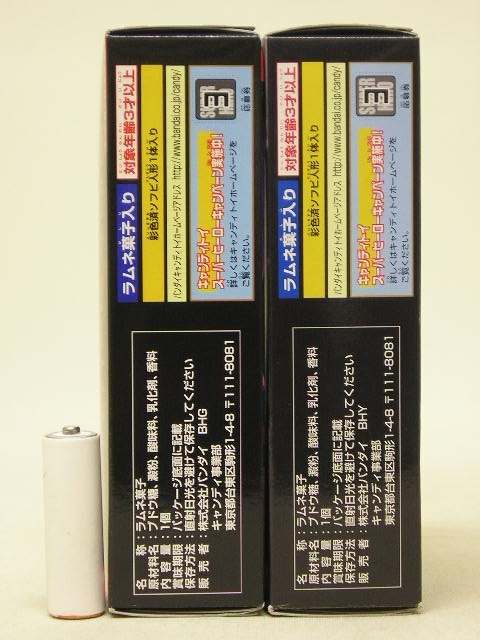 ラムネ菓子入り
対象年齢3才以上
彩色済ソフビ人形1体入り
バンダイキャンディトイホームページアドレス http://www.bandai.co.jp/candy/
キャンディトイ
スーパーヒーローキャンペーン実施中!
詳しくはキャンディトイホームページを
ご覧ください。
3
応募券
名称:ラムネ菓子
原材料名:ブドウ糖、澱粉、酸味料、乳化剤、香料
内容量:1個
賞味期限:パッケージ底面に記載
保存方法:直射日光を避けて保存してください
販売者:株式会社バンダイ BHG
キャンディ事業部
東京都台東区駒形1-4-8 〒111-8081
ラムネ菓子入り
対象年齢3才以上
彩色済ソフビ人形1体入り
バンダイキャンディトイホームページアドレス http://www.bandai.co.jp/candy/
キャンディトイ
スーパーヒーローキャンペーン実施中!
詳しくはキャンディトイホームページを
ご覧ください。
3
応募券
名称:ラムネ菓子
原材料名:ブドウ糖、澱粉、酸味料、乳化剤、香料
内容量:1個
賞味期限:パッケージ底面に記載
保存方法:直射日光を避けて保存してください
販売者:株式会社バンダイ BHY
キャンディ事業部
東京都台東区駒形1-4-8 〒111-8081